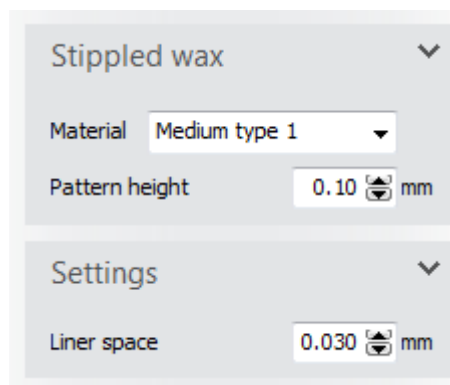 Stippled wax
Material Medium type 1
Pattern height 0.10 mm
Settings
Liner space 0.030 mm